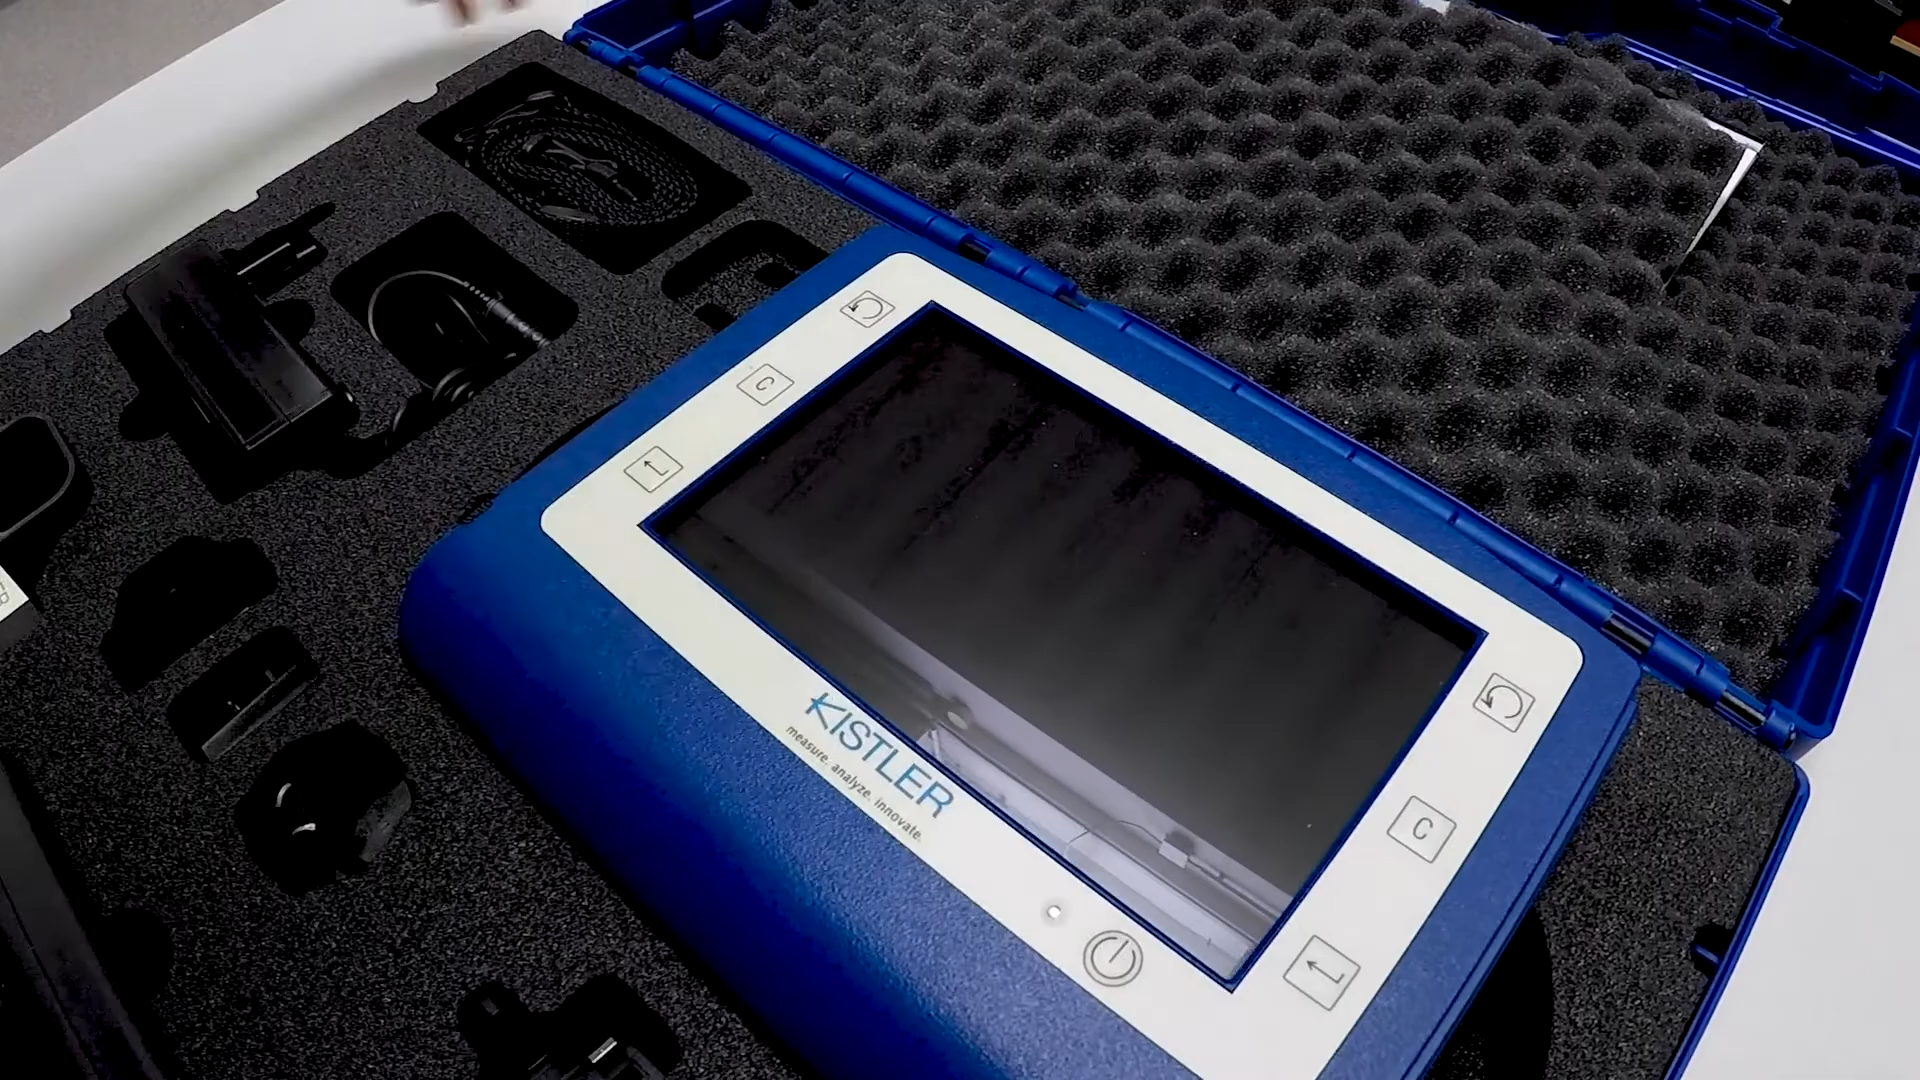 C
KISTLER
measure. analyze. innovate.
C